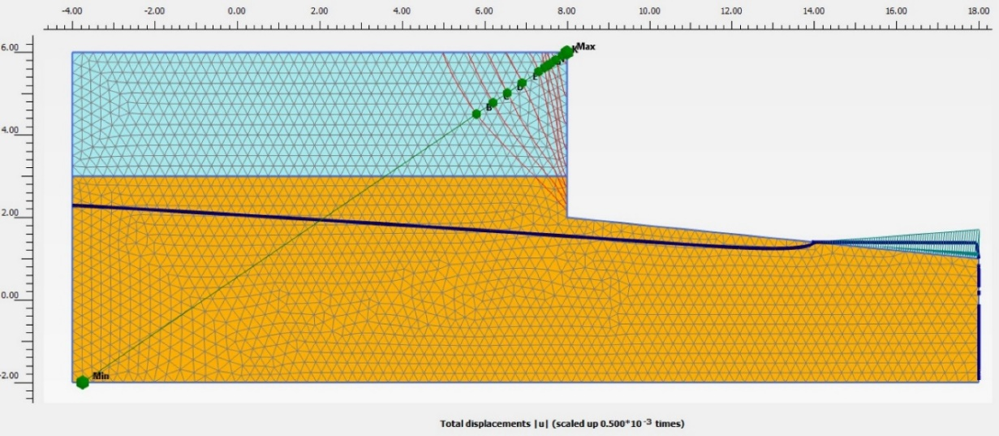 -4.00 -2.00 0.00 2.00 4.00 6.00 8.00 10.00 12.00 14.00 16.00 18.00
6.00
Max
K
E
D
C
B
4.00
2.00
0.00
-2.00
Min
Total displacements |u| (scaled up 0.500*10 -3 times)